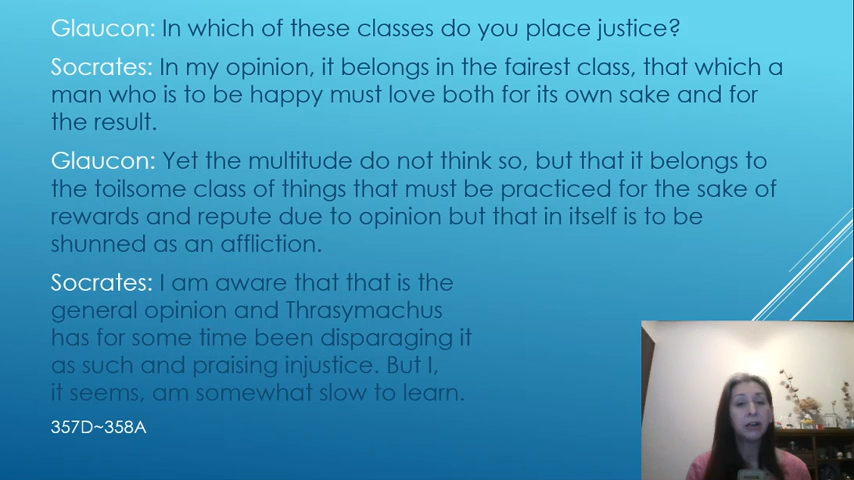 Glaucon: In which of these classes do you place justice?
Socrates: In my opinion, it belongs in the fairest class, that which a
man who is to be happy must love both for its own sake and for
the result.
Glaucon: Yet the multitude do not think so, but that it belongs to
the toilsome class of things that must be practiced for the sake of
rewards and repute due to opinion but that in itself is to be
shunned as an affliction.
Socrates: I am aware that that is the
general opinion and Thrasymachus
has for some time been disparaging it
as such and praising injustice. But I,
it seems, am somewhat slow to learn.
357D~358A